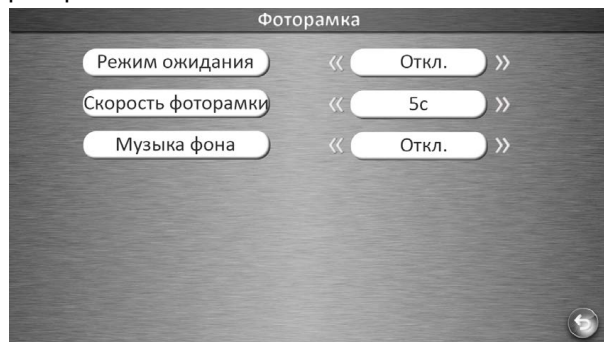 Фоторамка
Режим ожидания « Откл. »
Скорость фоторамки « 5с »
Музыка фона « Откл. »